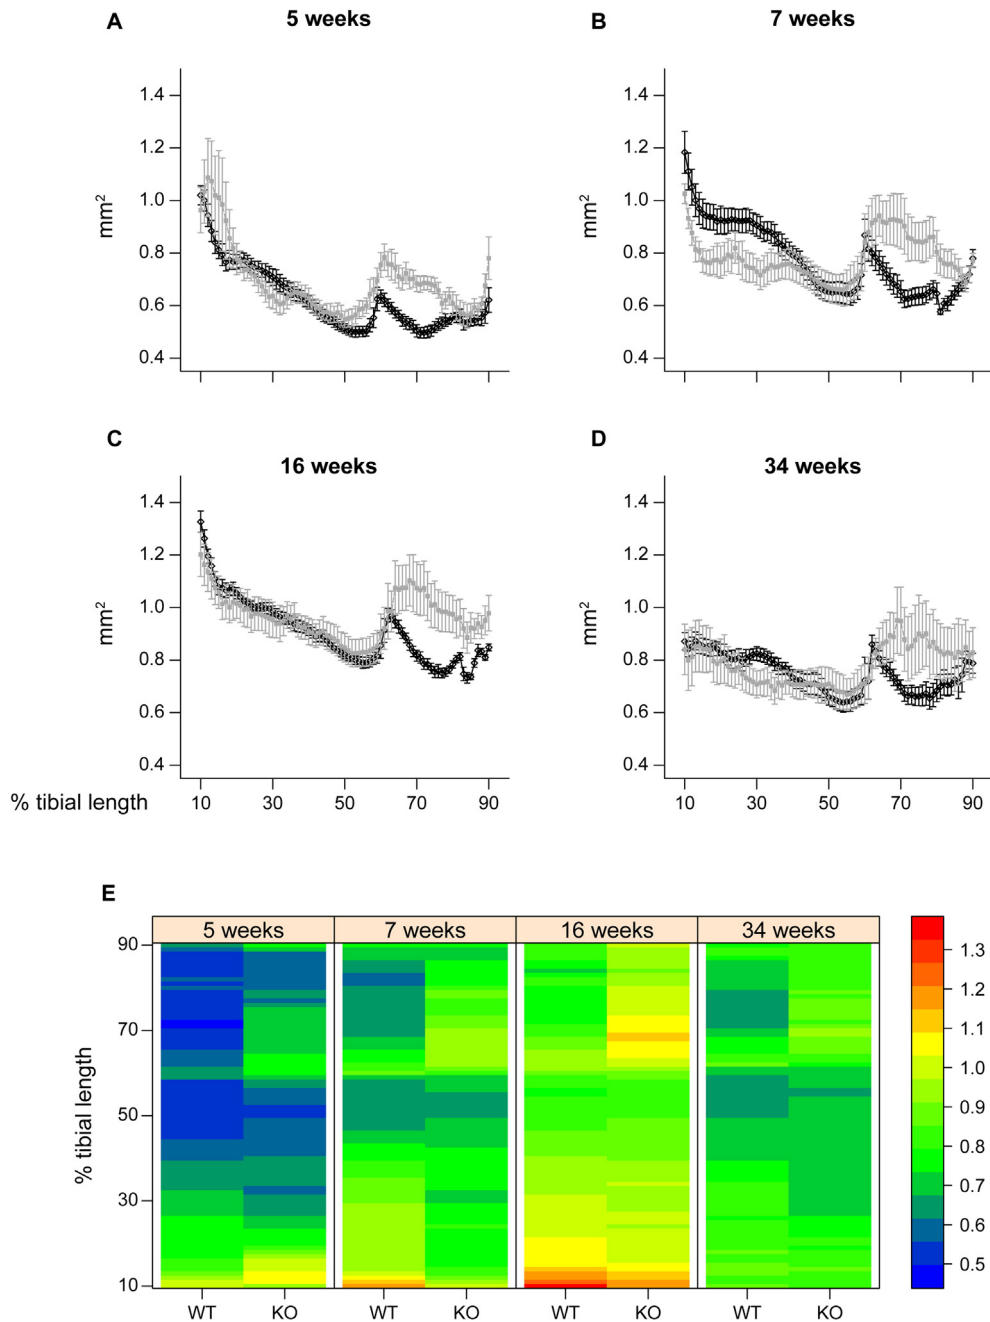 A 5 weeks B 7 weeks
1.4 1.4
1.2 1.2
1.0 1.0
mm² mm²
0.8 0.8
0.6 0.6
0.4 0.4
C D
16 weeks 34 weeks
1.4 1.4
1.2 1.2
1.0 1.0
mm² mm²
0.8 0.8
0.6 0.6
0.4 0.4
% tibial length 10 30 50 70 90 10 30 50 70 90
E
5 weeks 7 weeks 16 weeks 34 weeks
90
70
50
30
10
% tibial length
WT KO WT KO WT KO WT KO
1.3
1.2
1.1
1.0
0.9
0.8
0.7
0.6
0.5